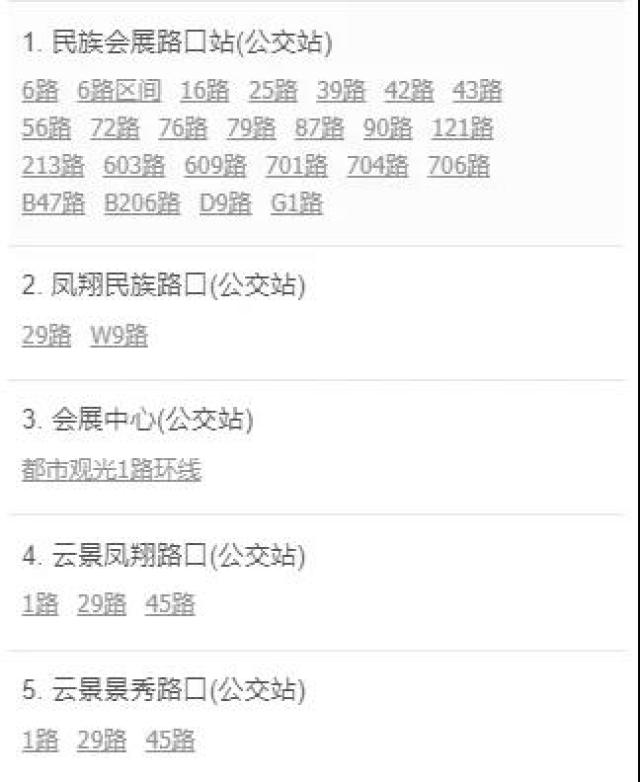 1. 民族会展路口站(公交站)
6路 6路区间 16路 25路 39路 42路 43路
56路 72路 76路 79路 87路 90路 121路
213路 603路 609路 701路 704路 706路
B47路 B206路 D9路 G1路
2. 凤翔民族路口(公交站)
29路 W9路
3. 会展中心(公交站)
都市观光1路环线
4. 云景凤翔路口(公交站)
1路 29路 45路
5. 云景景秀路口(公交站)
1路 29路 45路